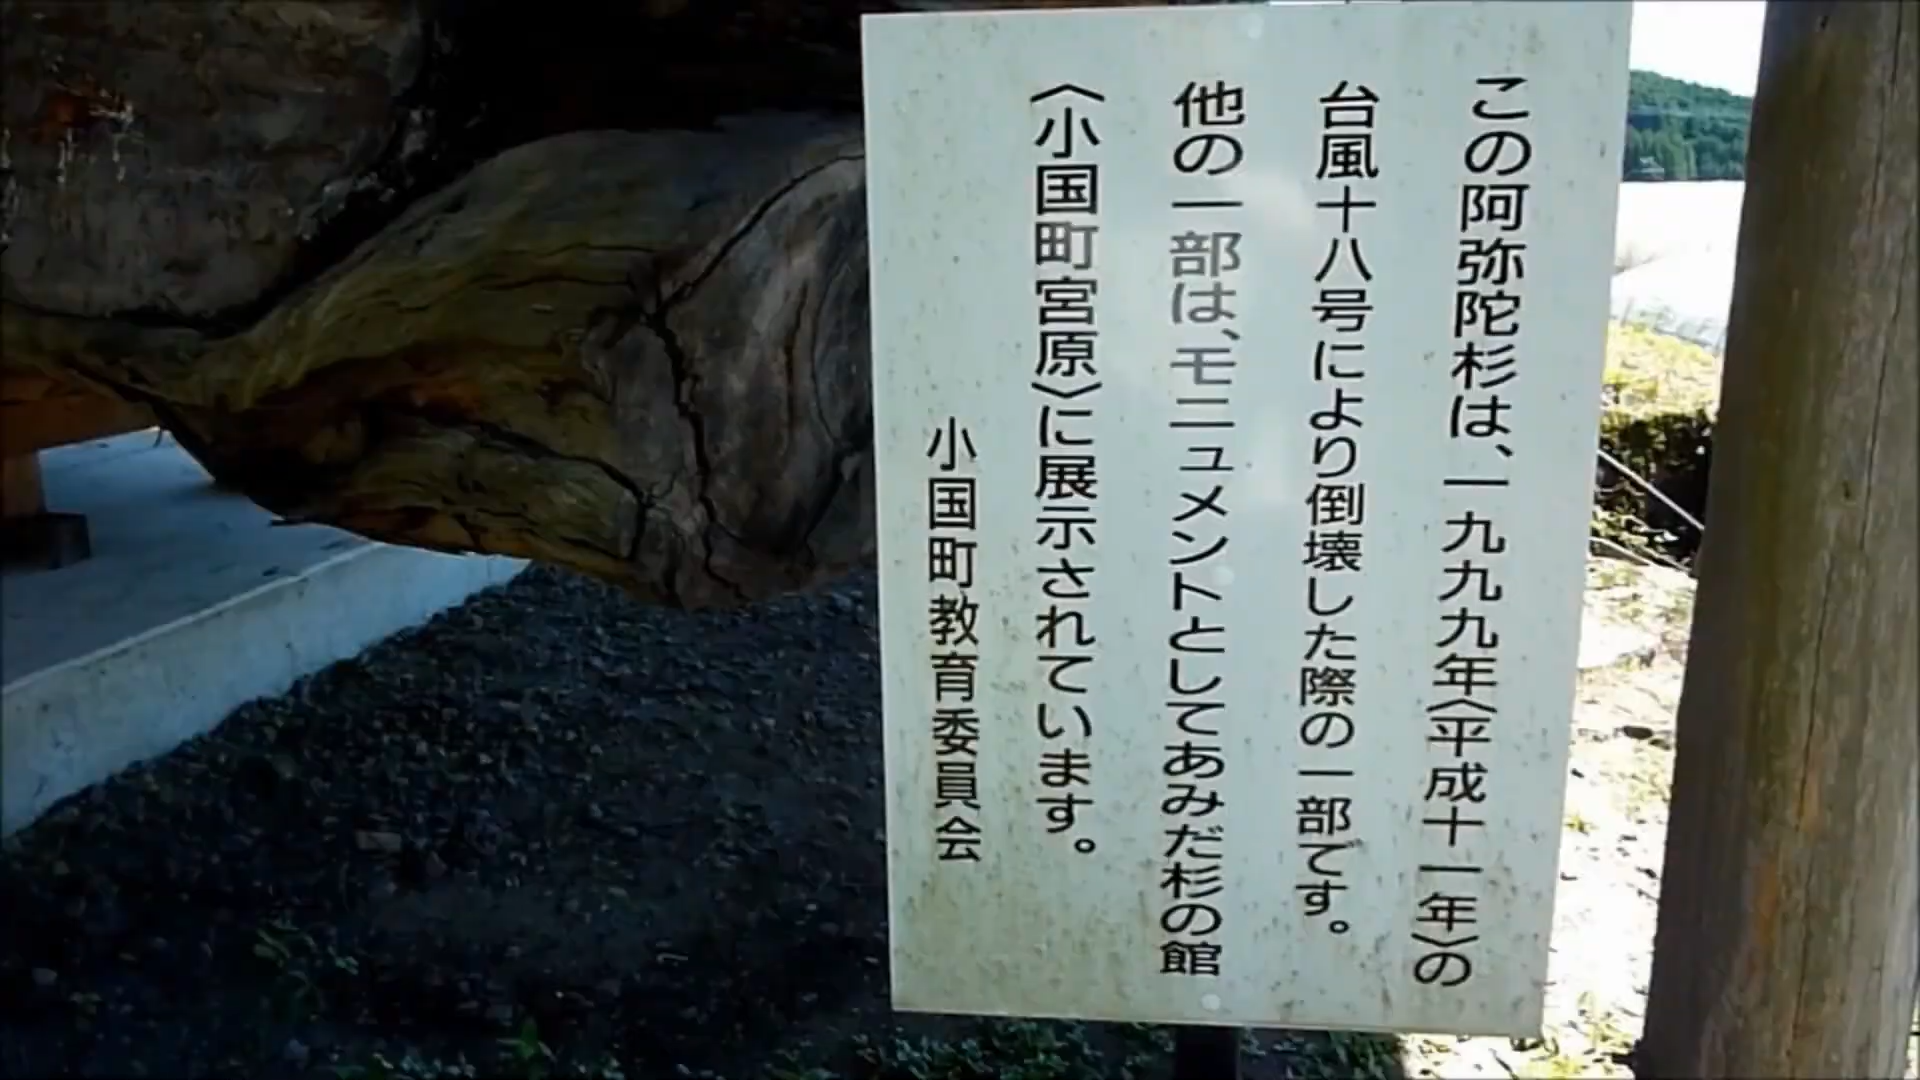 この阿弥陀杉は、一九九九年〈平成十一年〉の
台風十八号により倒壊した際の一部です。
他の一部は、モニュメントとしてあみだ杉の館
〈小国町宮原〉に展示されています。
小国町教育委員会